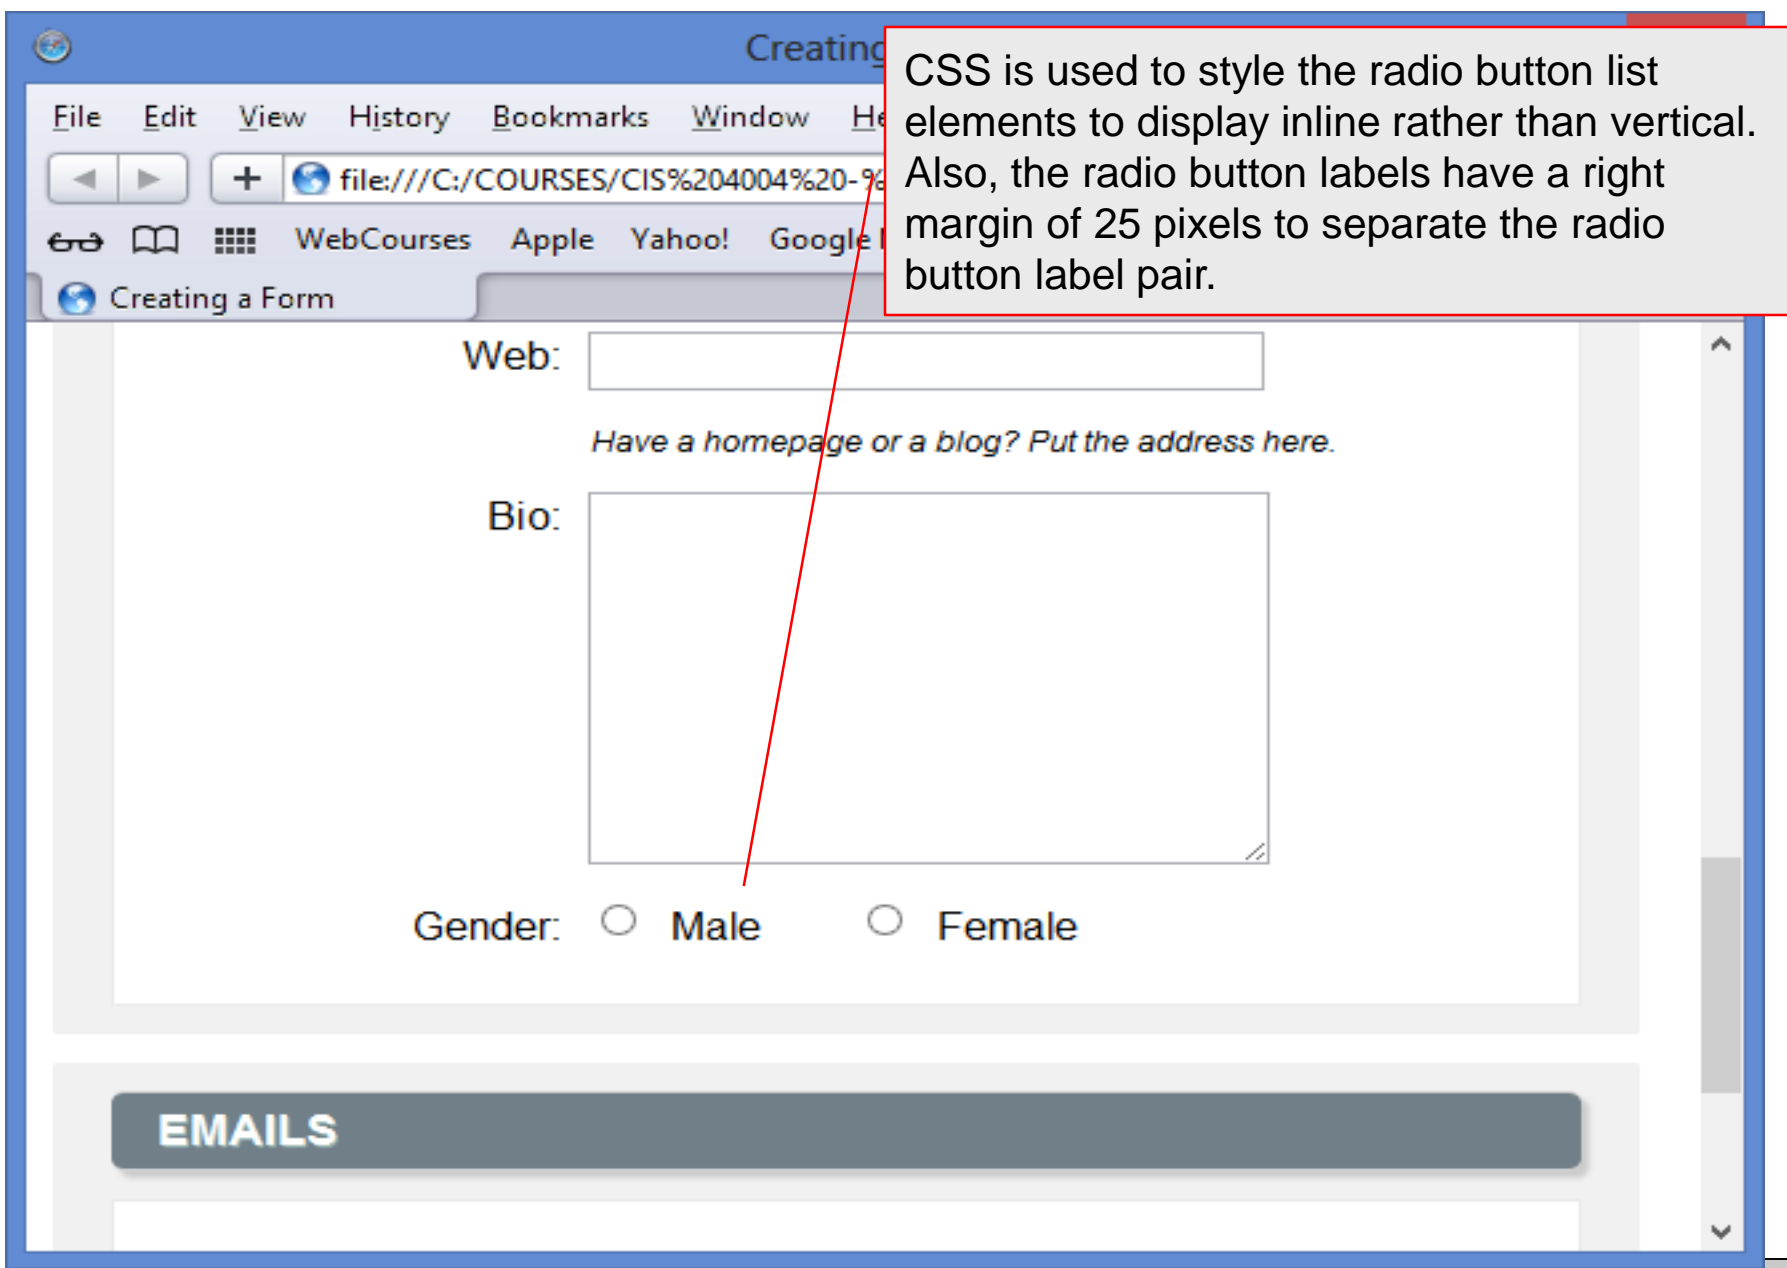 Creating
File Edit View History Bookmarks Window He
file:///C:/COURSES/CIS%204004%20-%
WebCourses Apple Yahoo! Google
Creating a Form
CSS is used to style the radio button list
elements to display inline rather than vertical.
Also, the radio button labels have a right
margin of 25 pixels to separate the radio
button label pair.
Web:
Have a homepage or a blog? Put the address here.
Bio:
Gender: Male Female
EMAILS